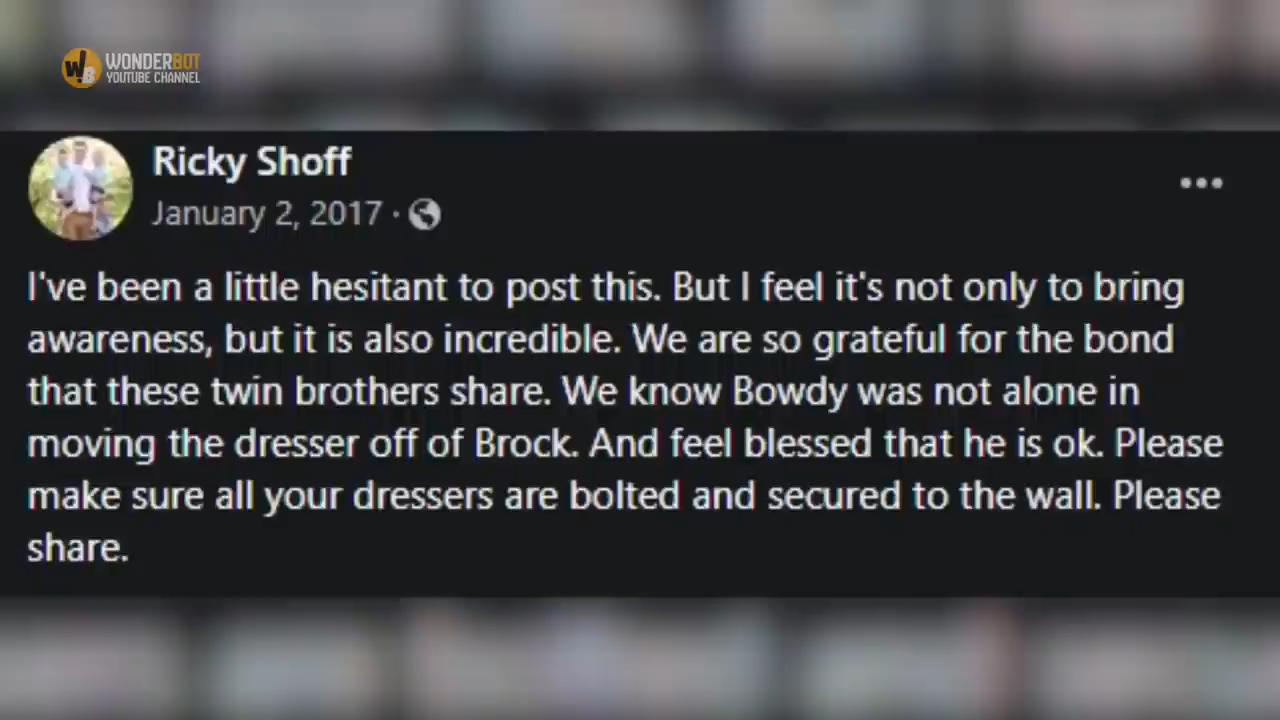 WONDERBOT
YOUTUBE CHANNEL
Ricky Shoff
January 2, 2017 ·
I've been a little hesitant to post this. But I feel it's not only to bring
awareness, but it is also incredible. We are so grateful for the bond
that these twin brothers share. We know Bowdy was not alone in
moving the dresser off of Brock. And feel blessed that he is ok. Please
make sure all your dressers are bolted and secured to the wall. Please
share.